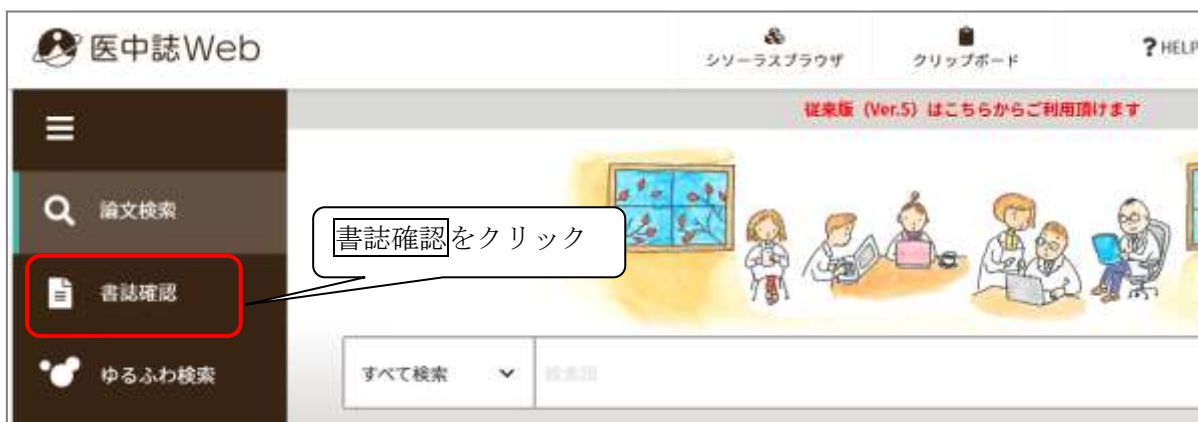 医中誌Web
シソーラスブラウザ
クリップボード
?HELP
従来版（Ver.5）はこちらからご利用頂けます
論文検索
書誌確認をクリック
書誌確認
ゆるふわ検索
すべて検索
検索語